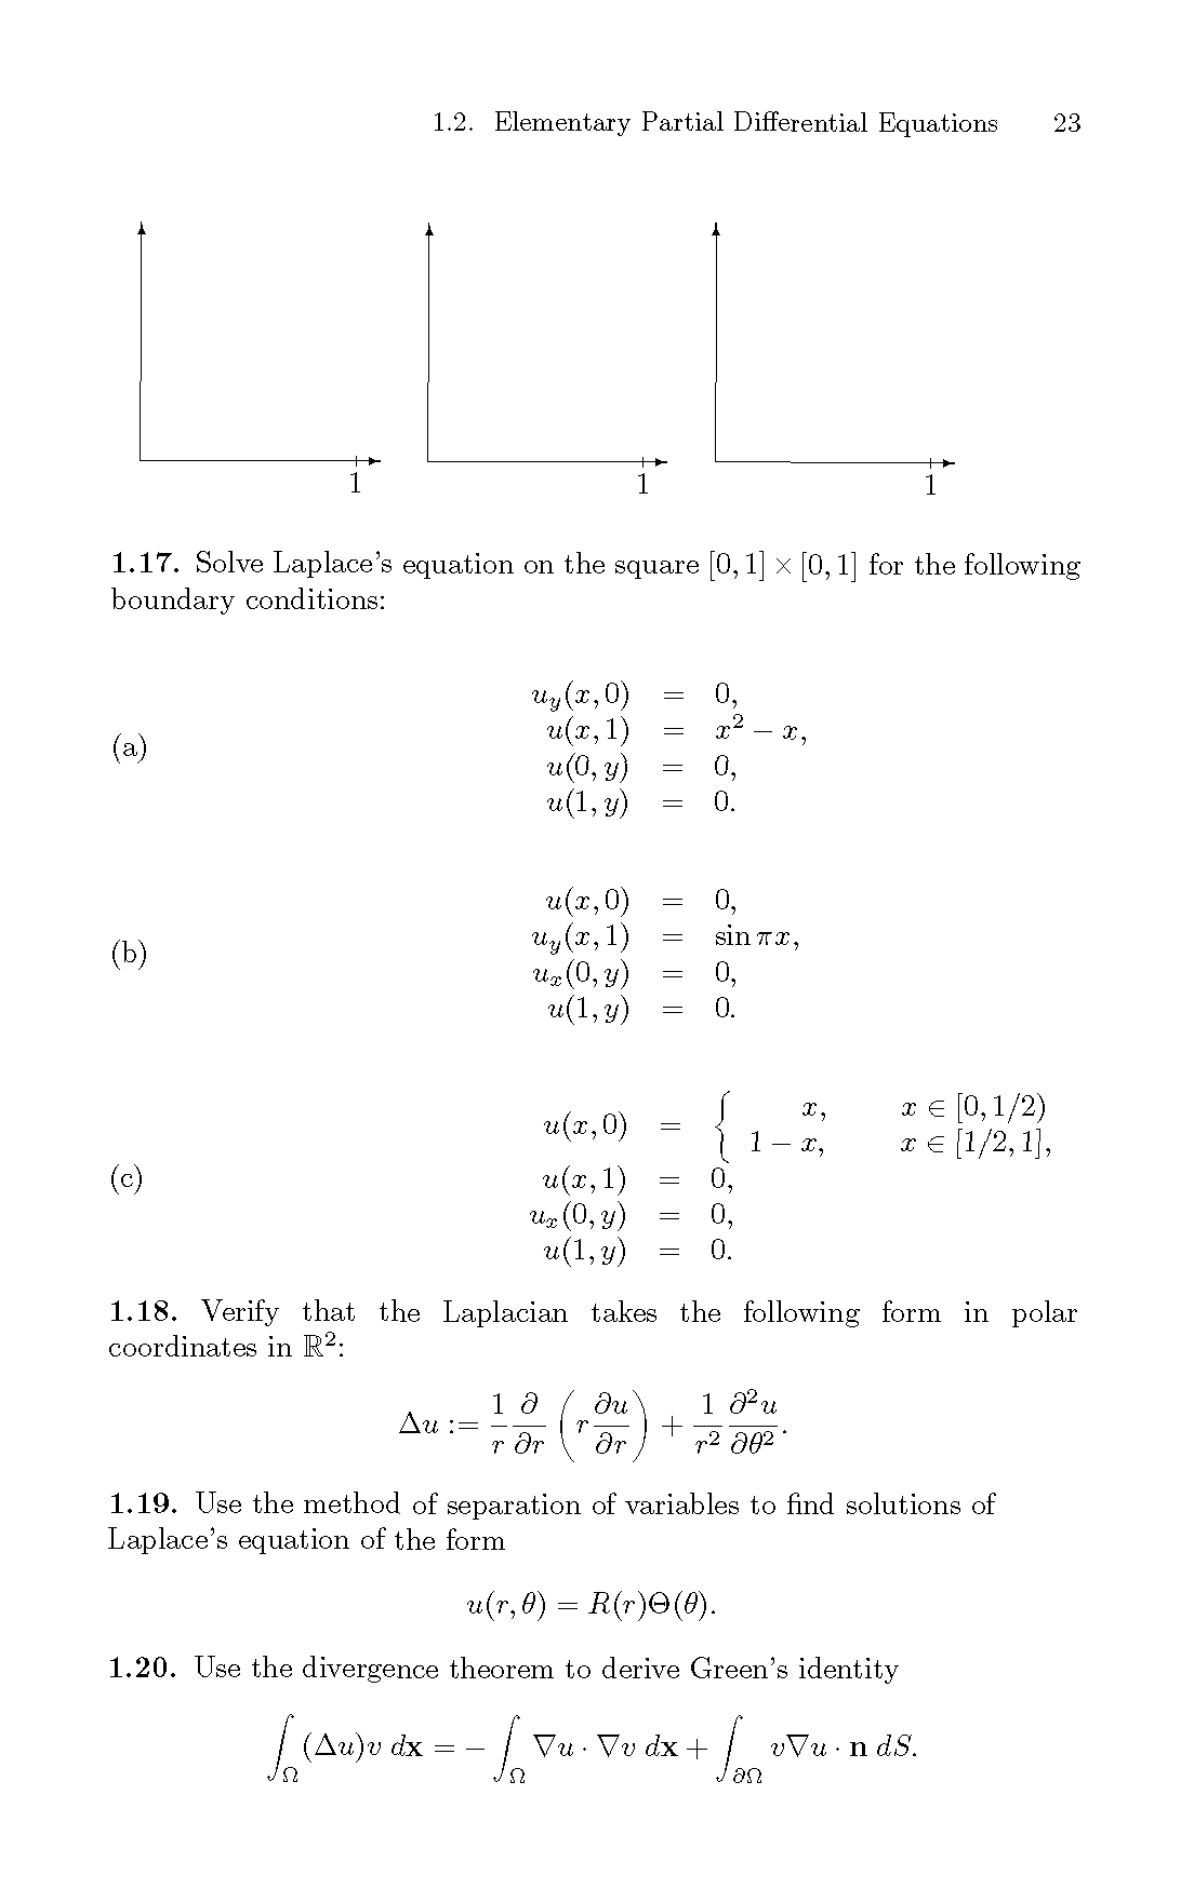 1.2. Elementary Partial Differential Equations 23
1 1 1
1.17. Solve Laplace's equation on the square [0, 1] × [0, 1] for the following
boundary conditions:
u_y(x, 0) = 0,
u(x, 1) = x² − x,
(a)
u(0, y) = 0,
u(1, y) = 0.
u(x, 0) = 0,
u_y(x, 1) = sin πx,
(b)
u_x(0, y) = 0,
u(1, y) = 0.
u(x, 0) = { x, x ∈ [0, 1/2)
1 − x, x ∈ [1/2, 1],
(c)
u(x, 1) = 0,
u_x(0, y) = 0,
u(1, y) = 0.
1.18. Verify that the Laplacian takes the following form in polar
coordinates in ℝ²:
Δu := 1/r ∂/∂r (r ∂u/∂r) + 1/r² ∂²u/∂θ².
1.19. Use the method of separation of variables to find solutions of
Laplace's equation of the form
u(r, θ) = R(r)Θ(θ).
1.20. Use the divergence theorem to derive Green's identity
∫_Ω (Δu)v dx = − ∫_Ω ∇u · ∇v dx + ∫_∂Ω v∇u · n dS.